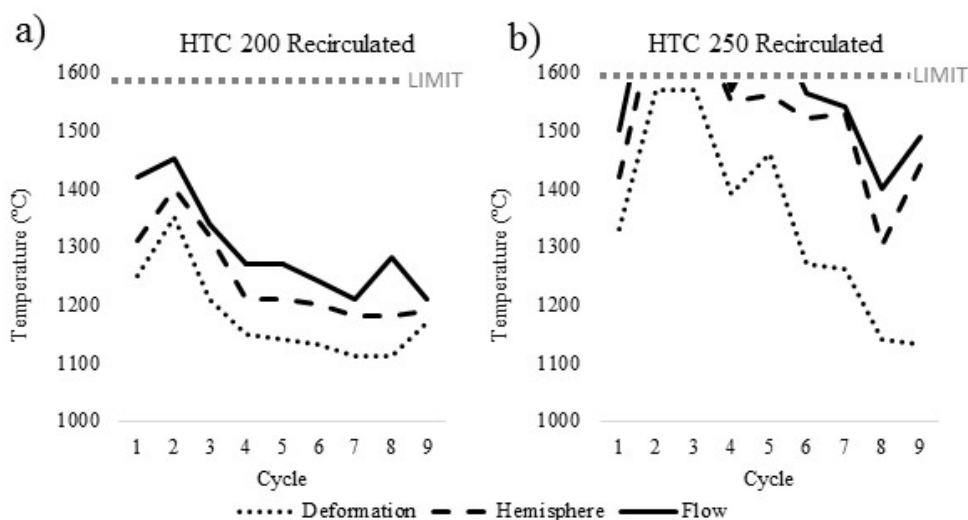 a)
HTC 200 Recirculated
1600
LIMIT
1500
1400
1300
1200
1100
1000
Temperature (°C)
1 2 3 4 5 6 7 8 9
Cycle
b)
HTC 250 Recirculated
1600
LIMIT
1500
1400
1300
1200
1100
1000
Temperature (°C)
1 2 3 4 5 6 7 8 9
Cycle
Deformation Hemisphere Flow